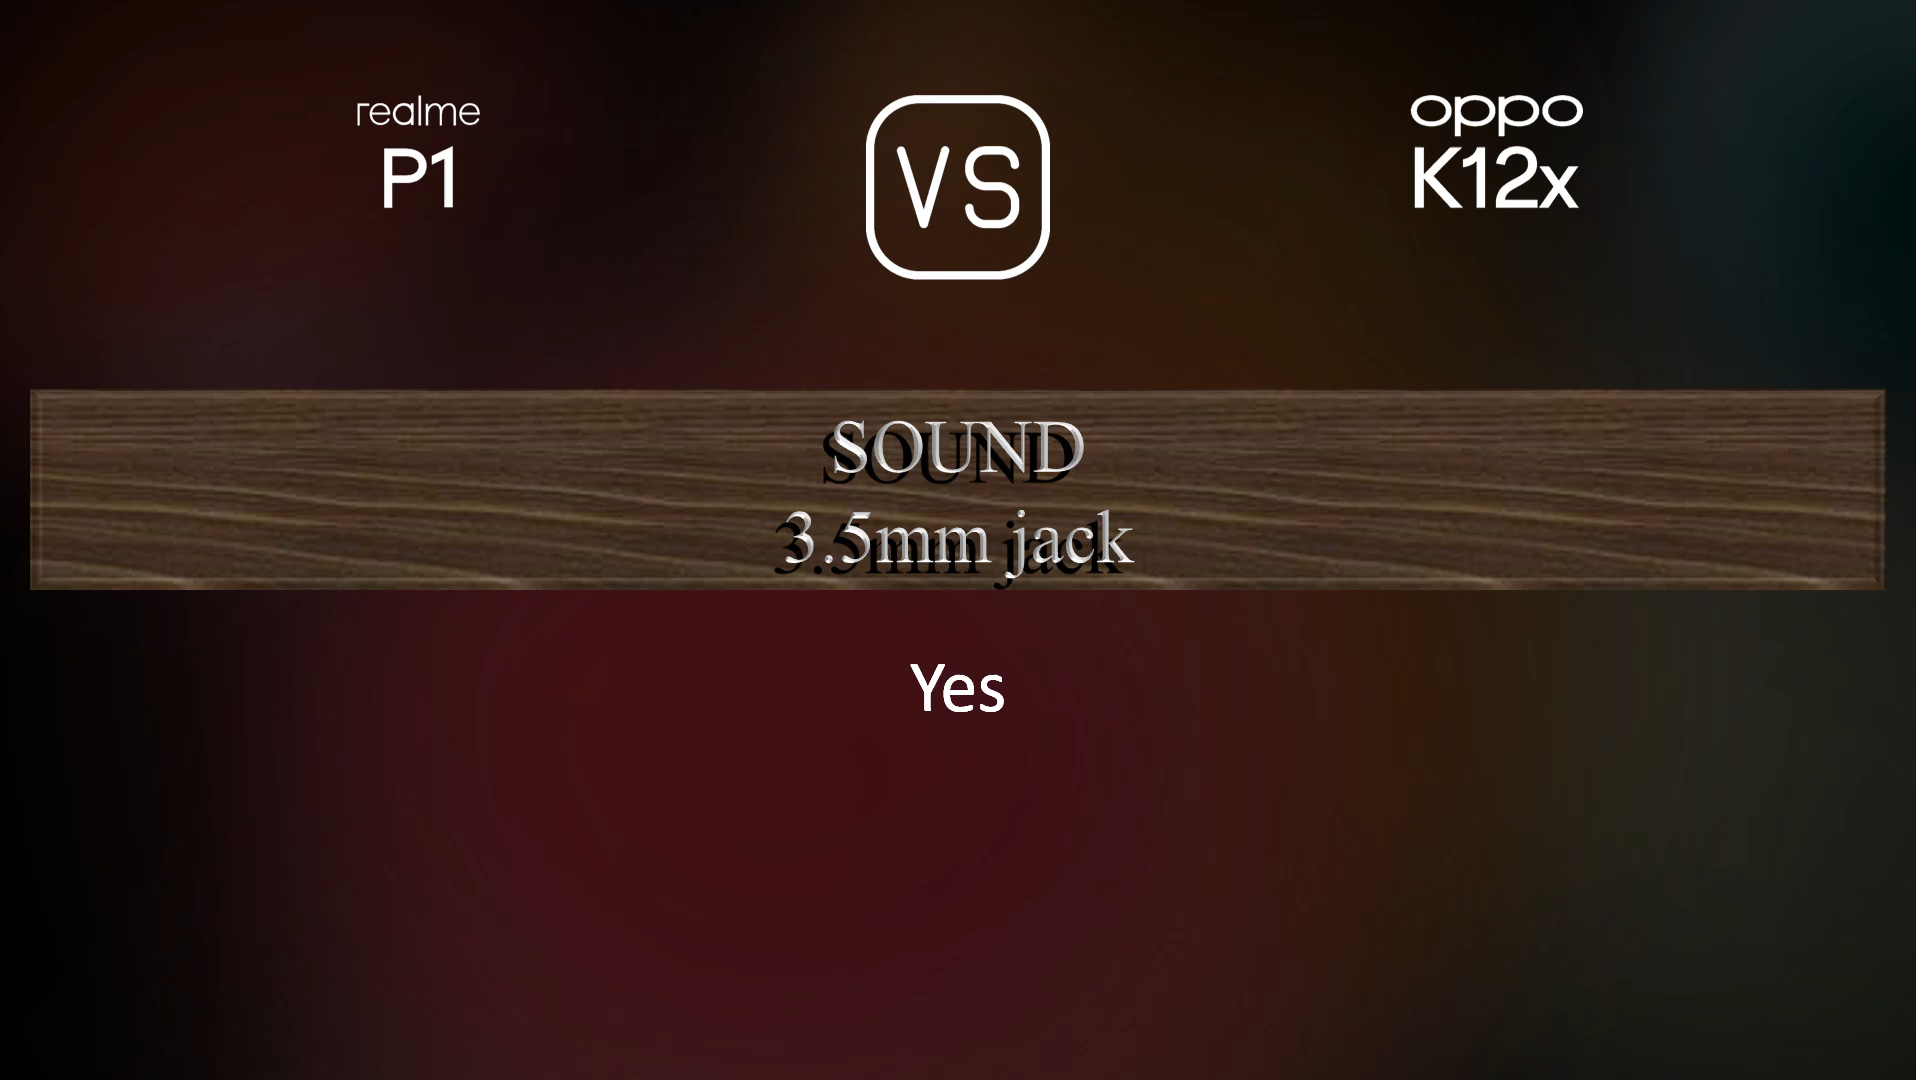 realme
P1
VS
oppo
K12x
SOUND
3.5mm jack
Yes